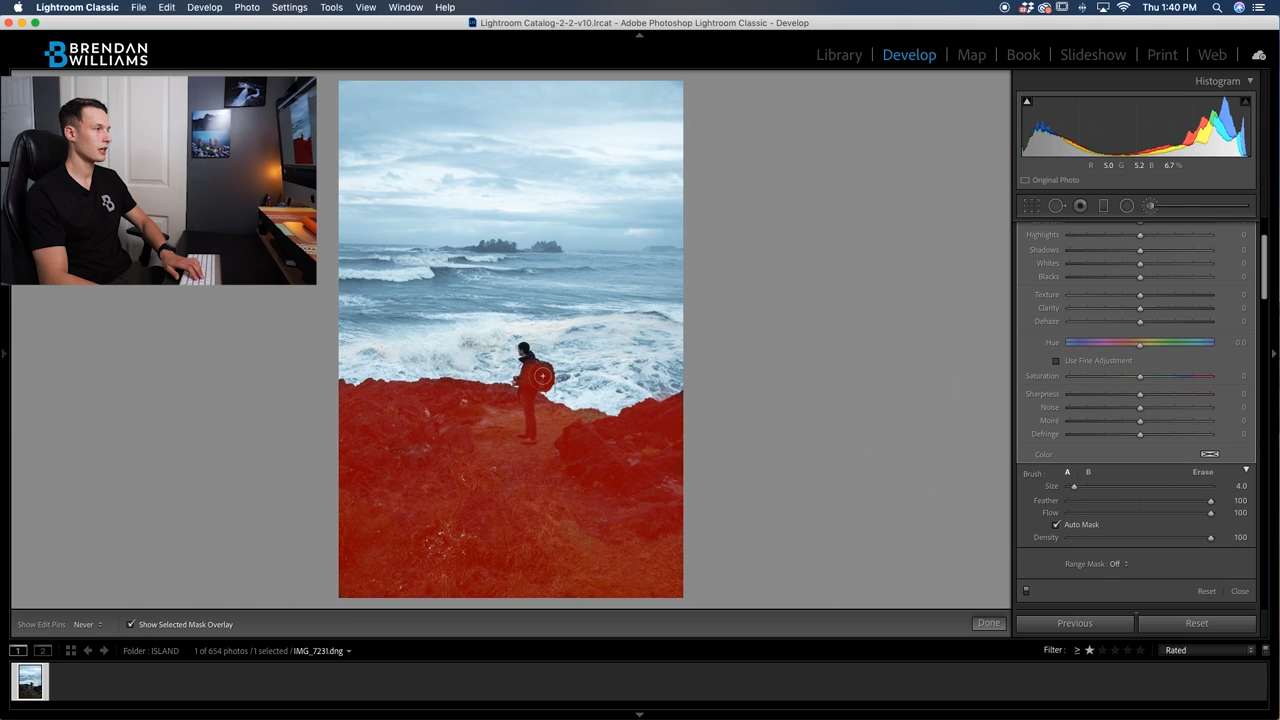 Lightroom Classic File Edit Develop Photo Settings Tools View Window Help Thu 1:40 PM
Lightroom Catalog-2-2-v10.lrcat - Adobe Photoshop Lightroom Classic - Develop
BRENDAN
WILLIAMS
Library Develop Map Book Slideshow Print Web
Histogram
R 5.0 G 5.2 B 6.7 %
Original Photo
Highlights 0
Shadows 0
Whites 0
Blacks 0
Texture 0
Clarity 0
Dehaze 0
Hue 0.0
Use Fine Adjustment
Saturation 0
Sharpness 0
Noise 0
Moiré 0
Defringe 0
Color
Brush : A B Erase
Size 4.0
Feather 100
Flow 100
Auto Mask
Density 100
Range Mask : Off
Reset Close
Show Edit Pins : Never Show Selected Mask Overlay Done
Previous Reset
1 2 Folder : ISLAND 1 of 654 photos / 1 selected / IMG_7231.dng Filter : ≥ Rated